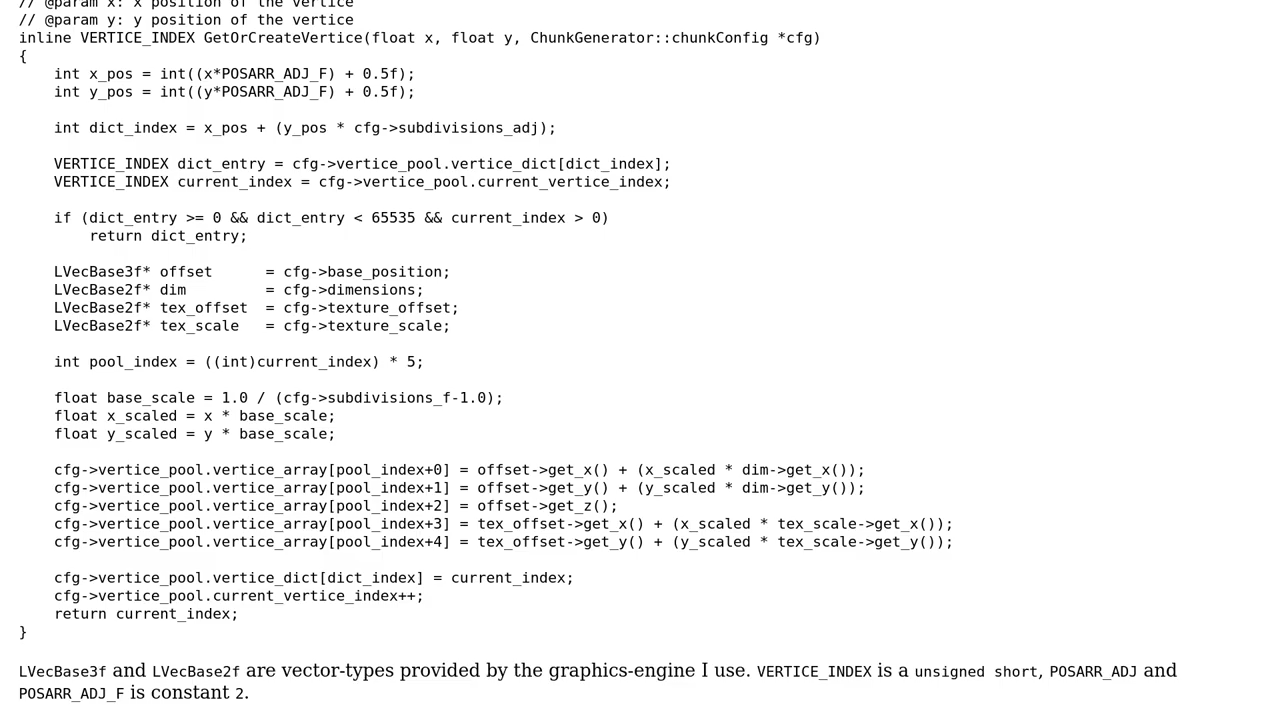 // @param x: x position of the vertice
// @param y: y position of the vertice
inline VERTICE_INDEX GetOrCreateVertice(float x, float y, ChunkGenerator::chunkConfig *cfg)
{
    int x_pos = int((x*POSARR_ADJ_F) + 0.5f);
    int y_pos = int((y*POSARR_ADJ_F) + 0.5f);

    int dict_index = x_pos + (y_pos * cfg->subdivisions_adj);

    VERTICE_INDEX dict_entry = cfg->vertice_pool.vertice_dict[dict_index];
    VERTICE_INDEX current_index = cfg->vertice_pool.current_vertice_index;

    if (dict_entry >= 0 && dict_entry < 65535 && current_index > 0)
        return dict_entry;

    LVecBase3f* offset      = cfg->base_position;
    LVecBase2f* dim         = cfg->dimensions;
    LVecBase2f* tex_offset  = cfg->texture_offset;
    LVecBase2f* tex_scale   = cfg->texture_scale;

    int pool_index = ((int)current_index) * 5;

    float base_scale = 1.0 / (cfg->subdivisions_f-1.0);
    float x_scaled = x * base_scale;
    float y_scaled = y * base_scale;

    cfg->vertice_pool.vertice_array[pool_index+0] = offset->get_x() + (x_scaled * dim->get_x());
    cfg->vertice_pool.vertice_array[pool_index+1] = offset->get_y() + (y_scaled * dim->get_y());
    cfg->vertice_pool.vertice_array[pool_index+2] = offset->get_z();
    cfg->vertice_pool.vertice_array[pool_index+3] = tex_offset->get_x() + (x_scaled * tex_scale->get_x());
    cfg->vertice_pool.vertice_array[pool_index+4] = tex_offset->get_y() + (y_scaled * tex_scale->get_y());

    cfg->vertice_pool.vertice_dict[dict_index] = current_index;
    cfg->vertice_pool.current_vertice_index++;
    return current_index;
}
LVecBase3f and LVecBase2f are vector-types provided by the graphics-engine I use. VERTICE_INDEX is a unsigned short, POSARR_ADJ and
POSARR_ADJ_F is constant 2.